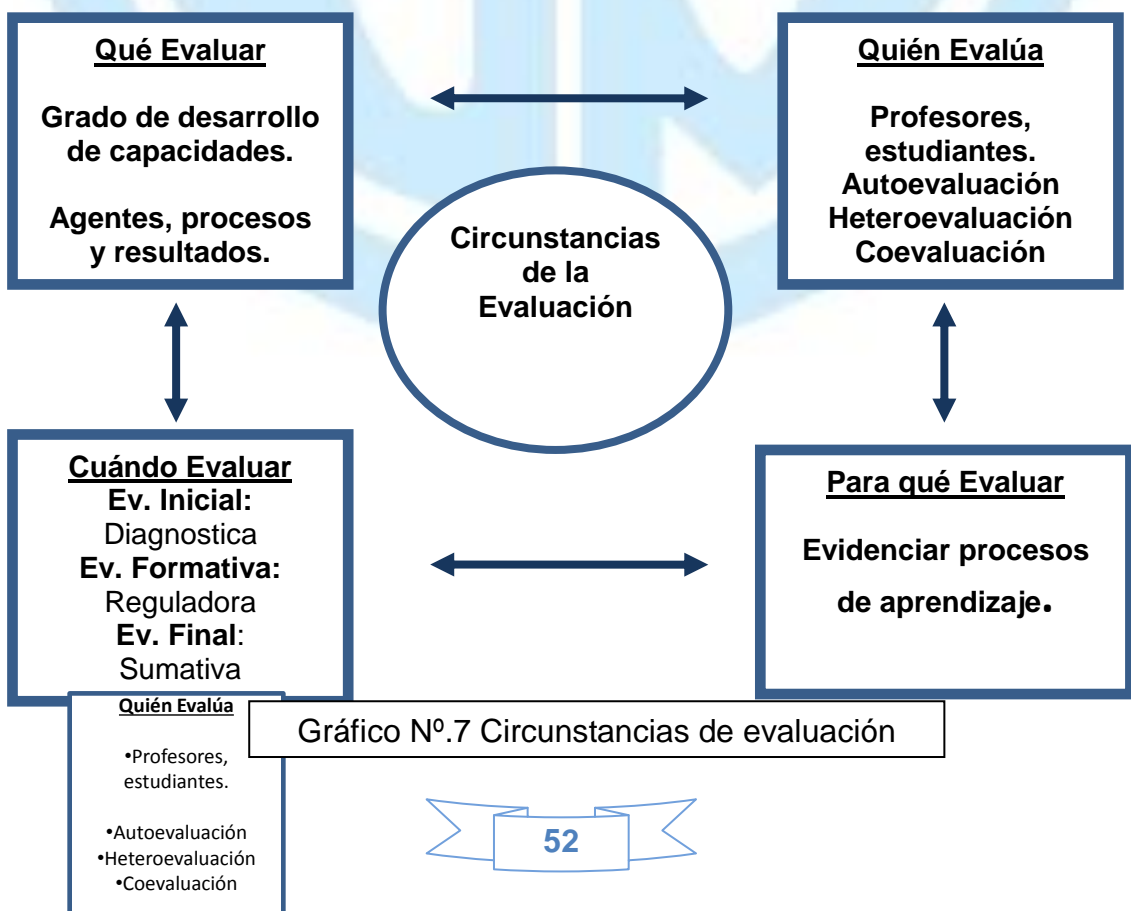 Qué Evaluar
Grado de desarrollo
de capacidades.
Agentes, procesos
y resultados.
Quién Evalúa
Profesores,
estudiantes.
Autoevaluación
Heteroevaluación
Coevaluación
Circunstancias
de la
Evaluación
Cuándo Evaluar
Ev. Inicial:
Diagnostica
Ev. Formativa:
Reguladora
Ev. Final:
Sumativa
Para qué Evaluar
Evidenciar procesos
de aprendizaje.
Quién Evalúa
•Profesores,
estudiantes.
•Autoevaluación
•Heteroevaluación
•Coevaluación
Gráfico Nº.7 Circunstancias de evaluación
52